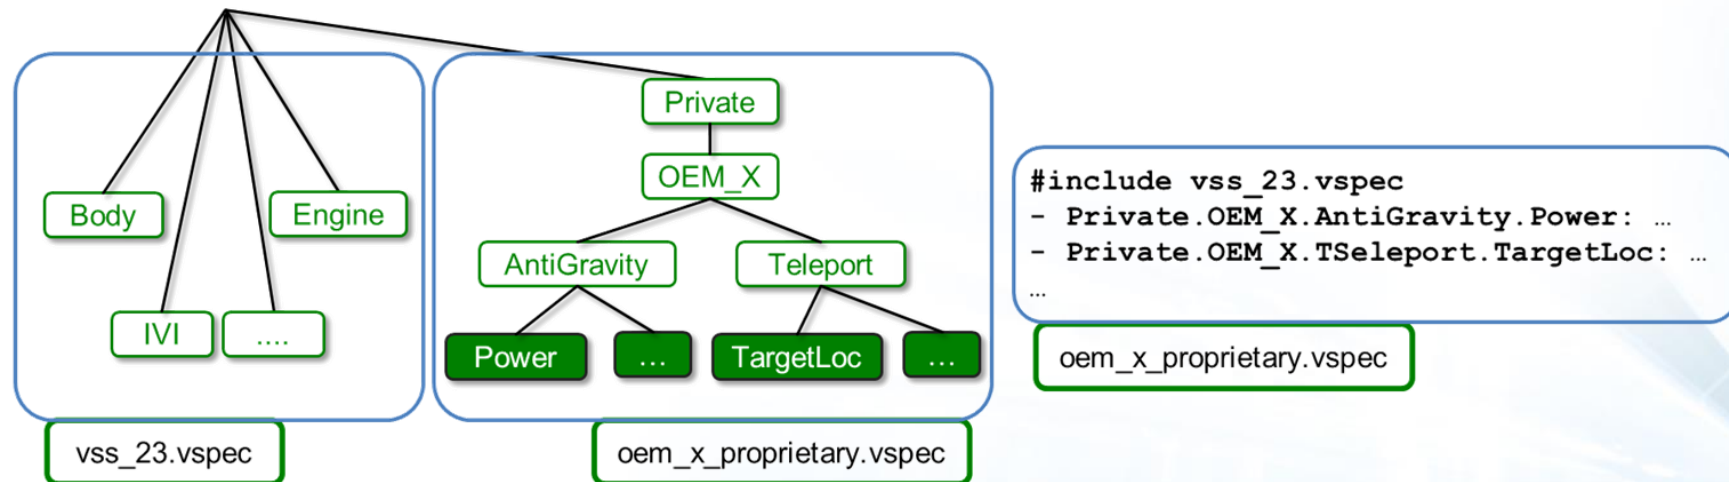 Private
OEM_X
Body
Engine
AntiGravity
Teleport
IVI
....
Power
...
TargetLoc
...
vss_23.vspec
oem_x_proprietary.vspec
#include vss_23.vspec
- Private.OEM_X.AntiGravity.Power: …
- Private.OEM_X.TSeleport.TargetLoc: …
…
oem_x_proprietary.vspec